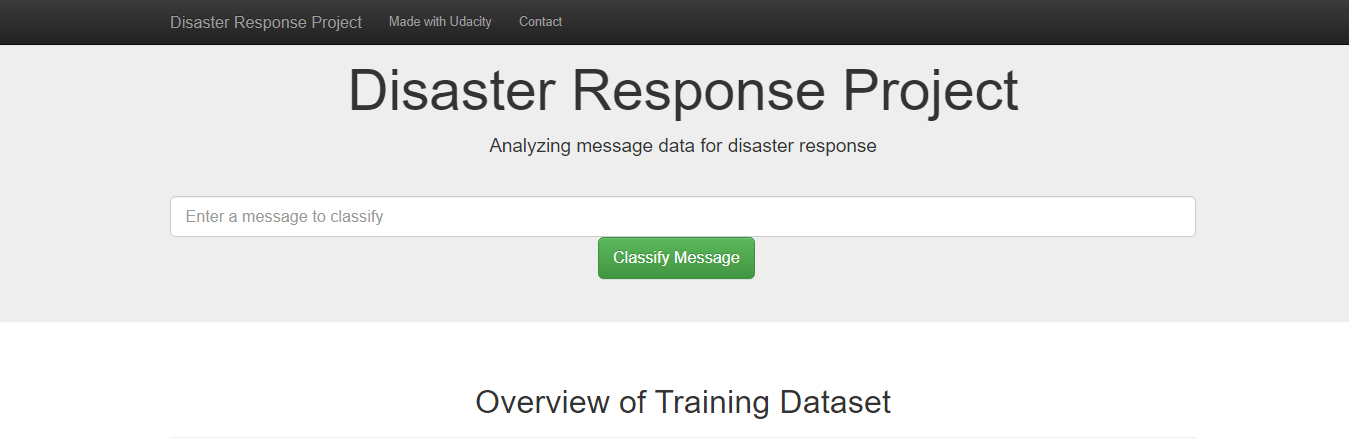 Disaster Response Project Made with Udacity Contact
Disaster Response Project
Analyzing message data for disaster response
Enter a message to classify
Classify Message
Overview of Training Dataset